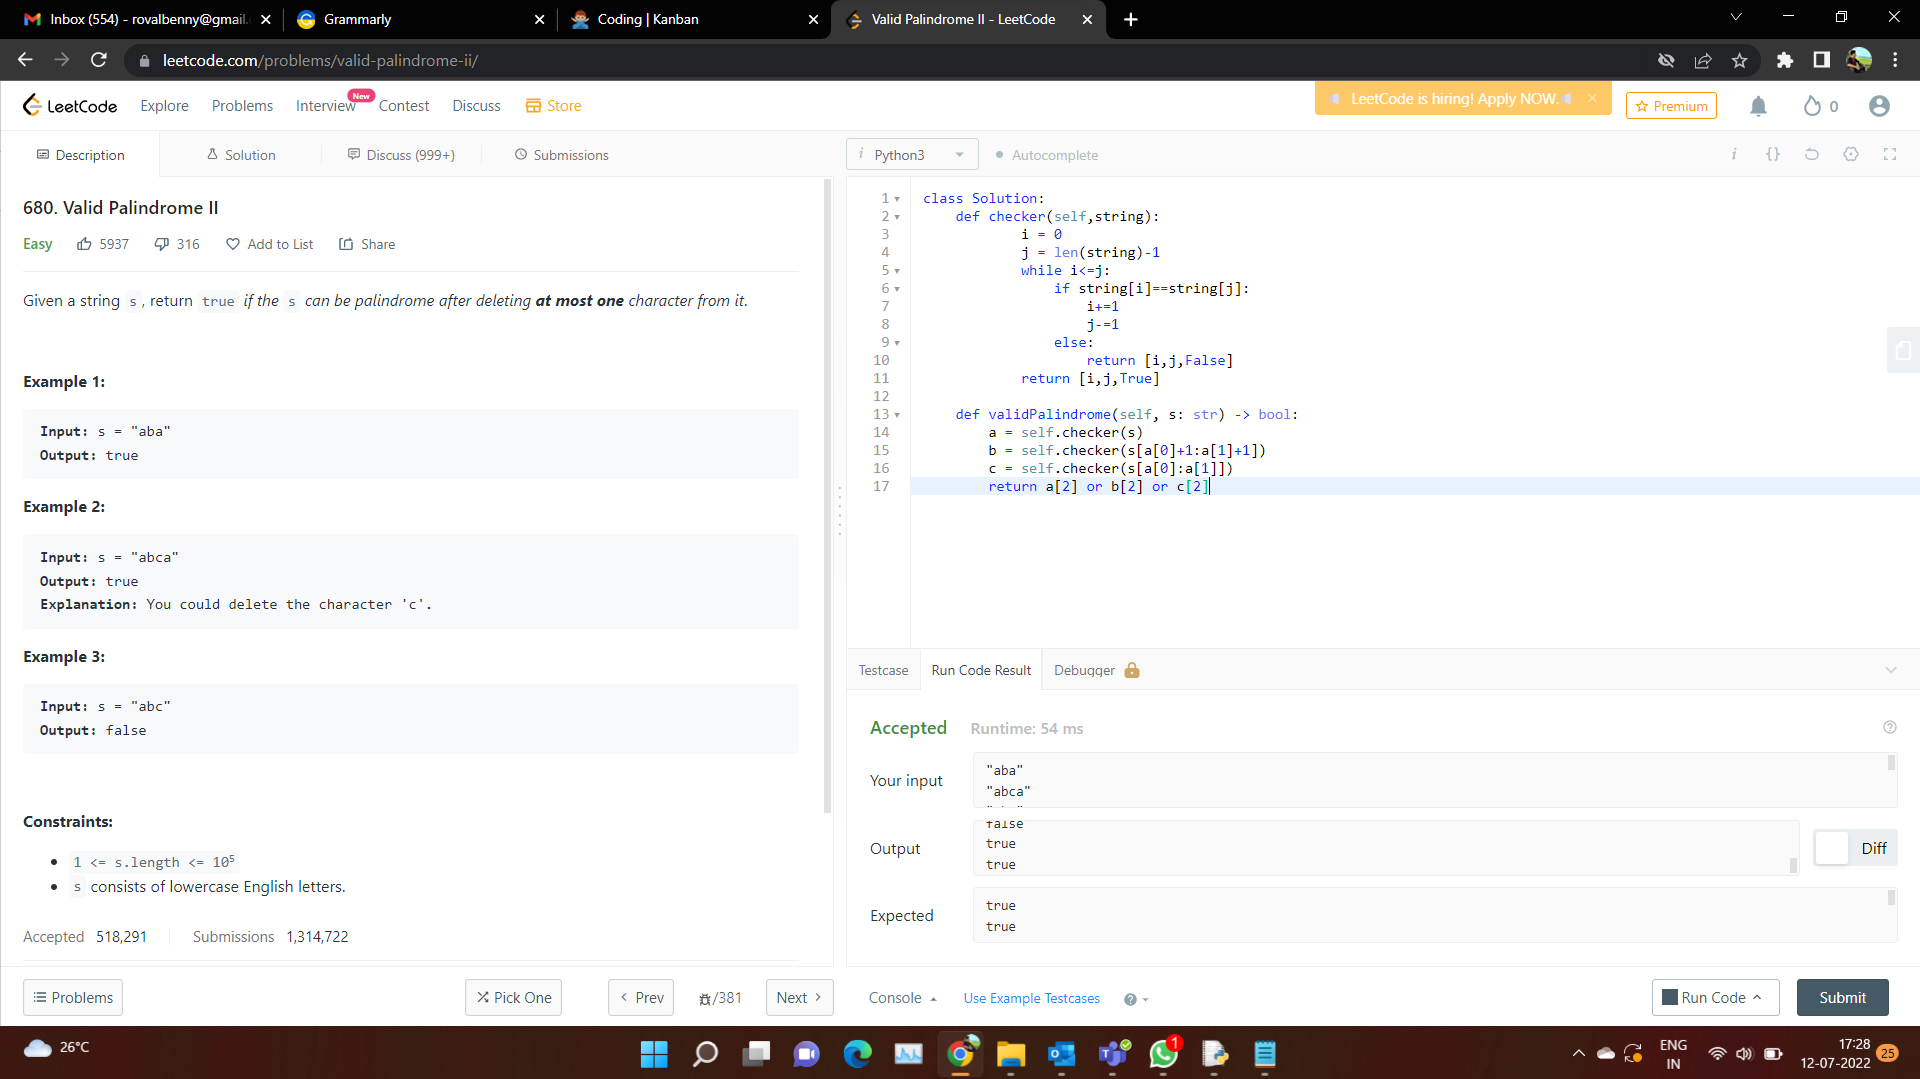 Inbox (554) - rovalbenny@gmail.
Grammarly
Coding | Kanban
Valid Palindrome II - LeetCode
leetcode.com/problems/valid-palindrome-ii/
LeetCode
Explore
Problems
Interview
New
Contest
Discuss
Store
LeetCode is hiring! Apply NOW.
Premium
0
Description
Solution
Discuss (999+)
Submissions
i Python3
Autocomplete
i {}
680. Valid Palindrome II
Easy 5937 316 Add to List Share
Given a string s, return true if the s can be palindrome after deleting at most one character from it.
Example 1:
Input: s = "aba"
Output: true
Example 2:
Input: s = "abca"
Output: true
Explanation: You could delete the character 'c'.
Example 3:
Input: s = "abc"
Output: false
Constraints:
1 <= s.length <= 10⁵
s consists of lowercase English letters.
Accepted 518,291 Submissions 1,314,722
Problems
Pick One
Prev
/381
Next
1 class Solution:
2 def checker(self,string):
3 i = 0
4 j = len(string)-1
5 while i<=j:
6 if string[i]==string[j]:
7 i+=1
8 j-=1
9 else:
10 return [i,j,False]
11 return [i,j,True]
12
13 def validPalindrome(self, s: str) -> bool:
14 a = self.checker(s)
15 b = self.checker(s[a[0]+1:a[1]+1])
16 c = self.checker(s[a[0]:a[1]])
17 return a[2] or b[2] or c[2]
Testcase
Run Code Result
Debugger
Accepted Runtime: 54 ms
Your input
"aba"
"abca"
Output
false
true
true
Diff
Expected
true
true
Console
Use Example Testcases
Run Code
Submit
26°C
1
ENG
IN
17:28
12-07-2022
25